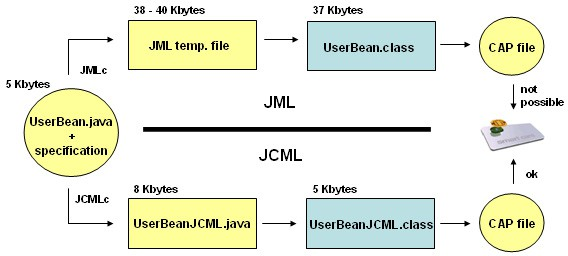 38 - 40 Kbytes
37 Kbytes
JML temp. file
UserBean.class
CAP file
JMLc
5 Kbytes
not
possible
JML
UserBean.java
+
specification
JCML
ok
JCMLc
8 Kbytes
5 Kbytes
UserBeanJCML.java
UserBeanJCML.class
CAP file